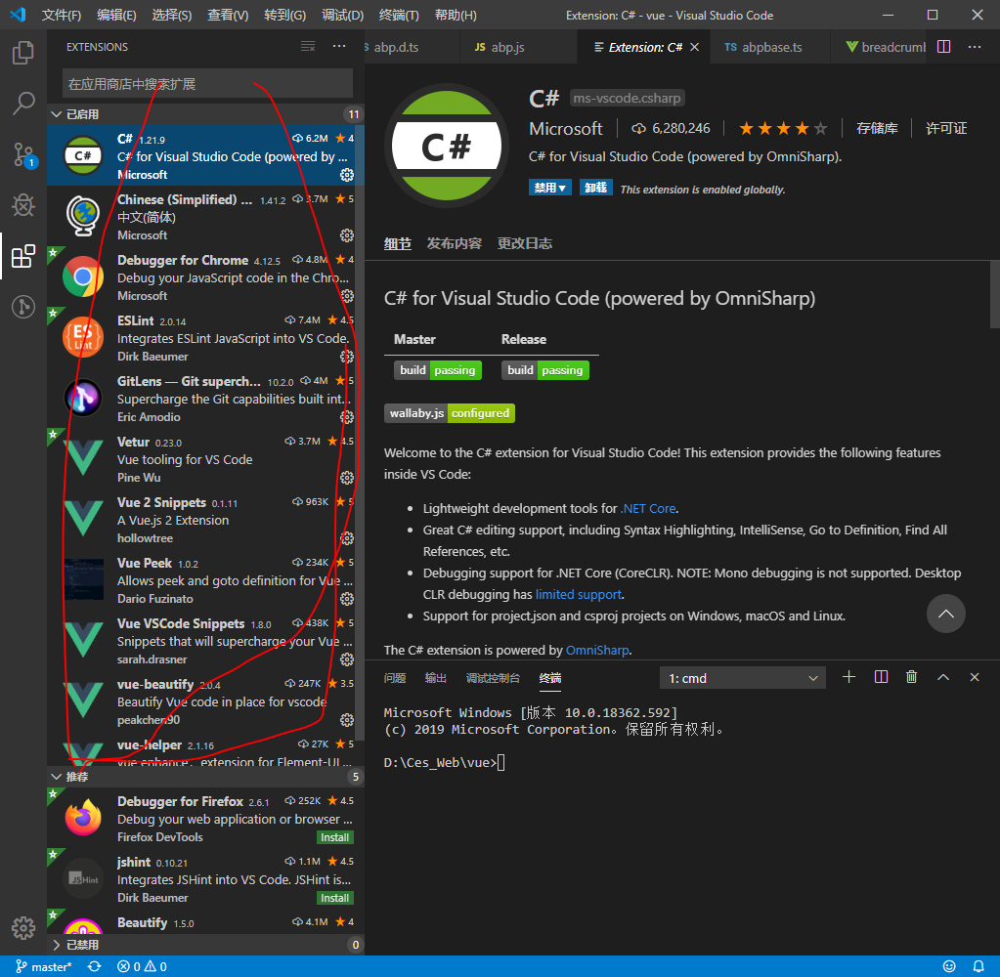 文件(F) 编辑(E) 选择(S) 查看(V) 转到(G) 调试(D) 终端(T) 帮助(H) Extension: C# - vue - Visual Studio Code
EXTENSIONS
在应用商店中搜索扩展
已启用 11
C# 1.21.9 6.2M 4
C# for Visual Studio Code (powered by ...
Microsoft
Chinese (Simplified) ... 1.41.2 3.7M 5
中文(简体)
Microsoft
Debugger for Chrome 4.12.5 4.8M 4
Debug your JavaScript code in the Chro...
Microsoft
ESLint 2.0.14 7.4M 4.5
Integrates ESLint JavaScript into VS Code.
Dirk Baeumer
GitLens — Git superch... 10.2.0 4M 5
Supercharge the Git capabilities built int...
Eric Amodio
Vetur 0.23.0 3.7M 4.5
Vue tooling for VS Code
Pine Wu
Vue 2 Snippets 0.1.11 963K 5
A Vue.js 2 Extension
hollowtree
Vue Peek 1.0.2 234K 5
Allows peek and goto definition for Vue ...
Dario Fuzinato
Vue VSCode Snippets 1.8.0 438K 5
Snippets that will supercharge your Vue ...
sarah.drasner
vue-beautify 2.0.4 247K 3.5
Beautify Vue code in place for vscode
peakchen90
vue-helper 2.1.16 27K 5
vue enhance，extension for Element-UI...
推荐 5
Debugger for Firefox 2.6.1 252K 4.5
Debug your web application or browser ...
Firefox DevTools Install
jshint 0.10.21 1.1M 4.5
Integrates JSHint into VS Code. JSHint is...
Dirk Baeumer Install
Beautify 1.5.0 4.1M 4
已禁用 0
1
C#
ES
Lint
JSHint
abp.d.ts JS abp.js Extension: C# TS abpbase.ts breadcrumb
C#
C# ms-vscode.csharp
Microsoft 6,280,246 存储库 许可证
C# for Visual Studio Code (powered by OmniSharp).
禁用 卸载 This extension is enabled globally.
细节 发布内容 更改日志
C# for Visual Studio Code (powered by OmniSharp)
Master Release
build passing build passing
wallaby.js configured
Welcome to the C# extension for Visual Studio Code! This extension provides the following features
inside VS Code:
Lightweight development tools for .NET Core.
Great C# editing support, including Syntax Highlighting, IntelliSense, Go to Definition, Find All
References, etc.
Debugging support for .NET Core (CoreCLR). NOTE: Mono debugging is not supported. Desktop
CLR debugging has limited support.
Support for project.json and csproj projects on Windows, macOS and Linux.
The C# extension is powered by OmniSharp.
问题 输出 调试控制台 终端 1: cmd
Microsoft Windows [版本 10.0.18362.592]
(c) 2019 Microsoft Corporation。保留所有权利。
D:\Ces_Web\vue>
master* 0 0